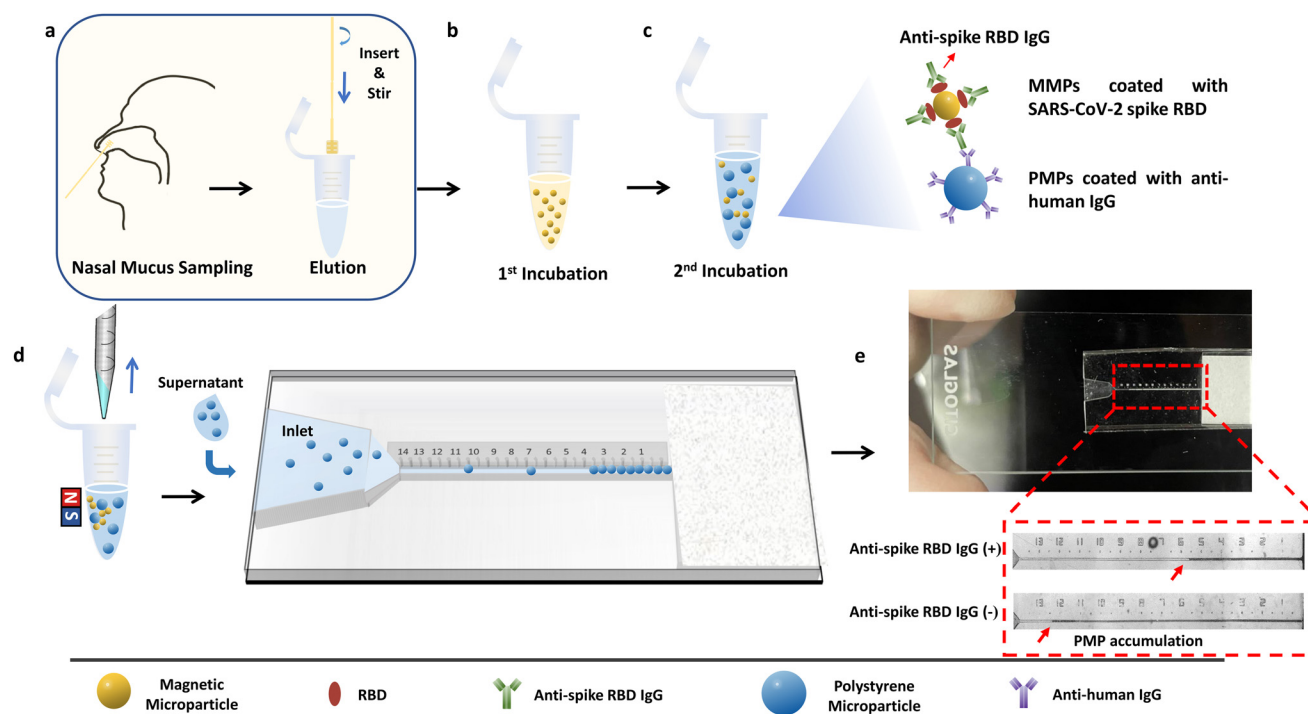 a
Insert
&
Stir
Nasal Mucus Sampling
Elution
b
1st Incubation
c
2nd Incubation
Anti-spike RBD IgG
MMPs coated with
SARS-CoV-2 spike RBD
PMPs coated with anti-
human IgG
d
N
S
Supernatant
Inlet
14 13 12 11 10 9 8 7 6 5 4 3 2 1
e
Anti-spike RBD IgG (+)
Anti-spike RBD IgG (-)
PMP accumulation
Magnetic
Microparticle
RBD
Anti-spike RBD IgG
Polystyrene
Microparticle
Anti-human IgG